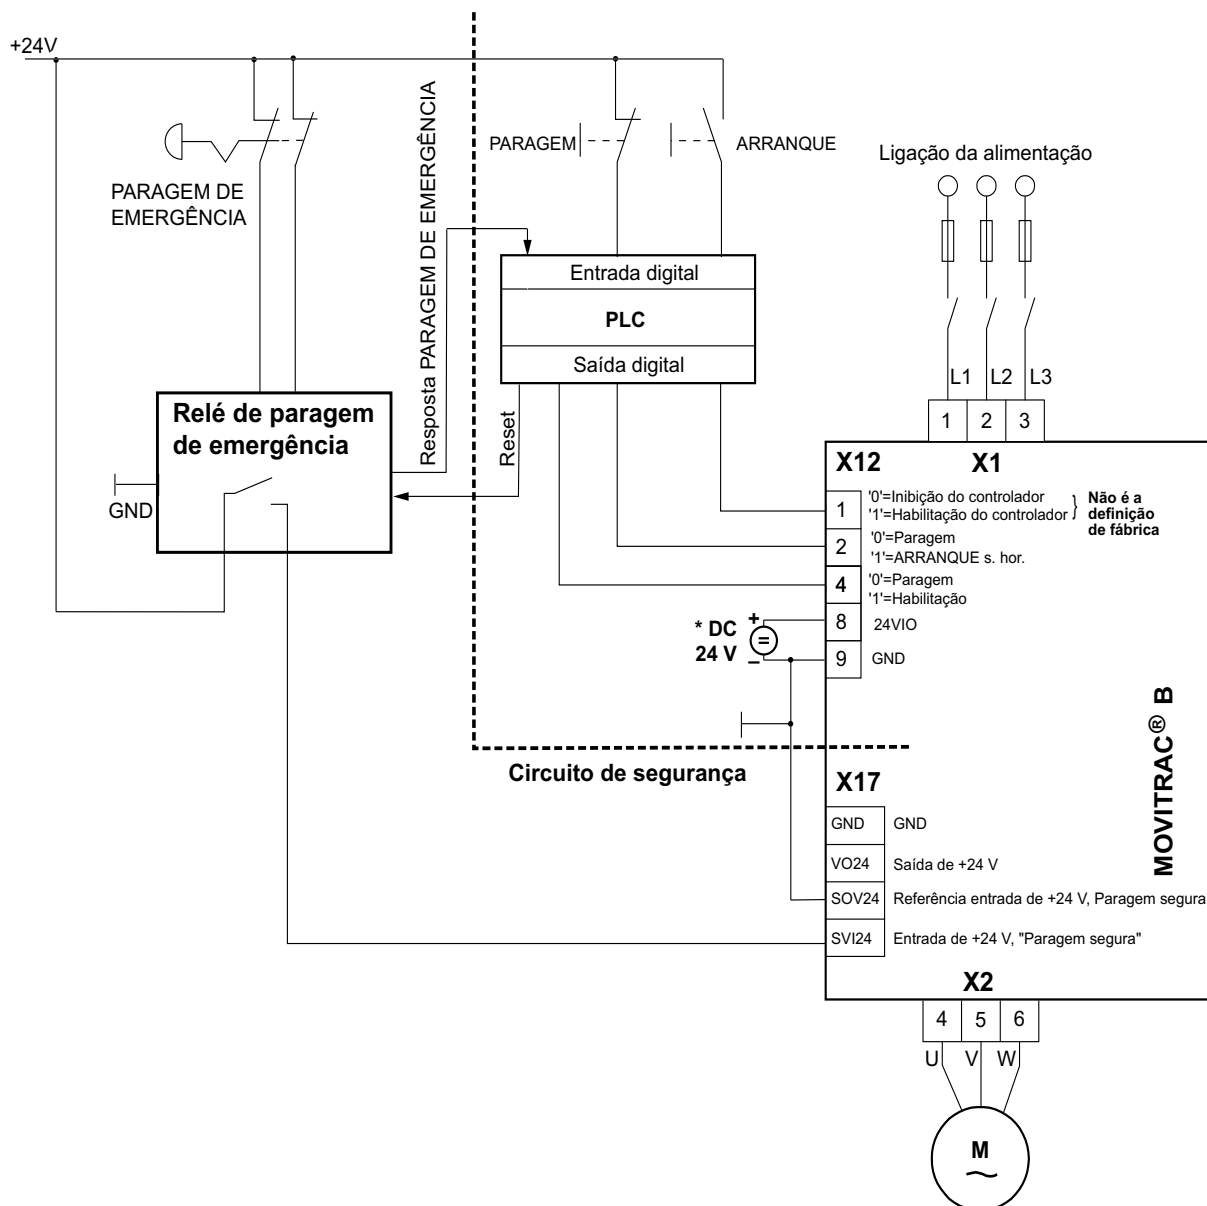 +24V
PARAGEM DE
EMERGÊNCIA
Resposta PARAGEM DE EMERGÊNCIA
PARAGEM
ARRANQUE
Ligação da alimentação
Entrada digital
PLC
Saída digital
Reset
L1 L2 L3
1 2 3
Relé de paragem
de emergência
GND
X12 X1
1 '0'=Inibição do controlador
'1'=Habilitação do controlador } Não é a
definição
de fábrica
2 '0'=Paragem
'1'=ARRANQUE s. hor.
4 '0'=Paragem
'1'=Habilitação
8 24VIO
9 GND
* DC + =
24 V –
Circuito de segurança
MOVITRAC® B
X17
GND GND
VO24 Saída de +24 V
SOV24 Referência entrada de +24 V, Paragem segura
SVI24 Entrada de +24 V, "Paragem segura"
X2
4 5 6
U V W
M
~